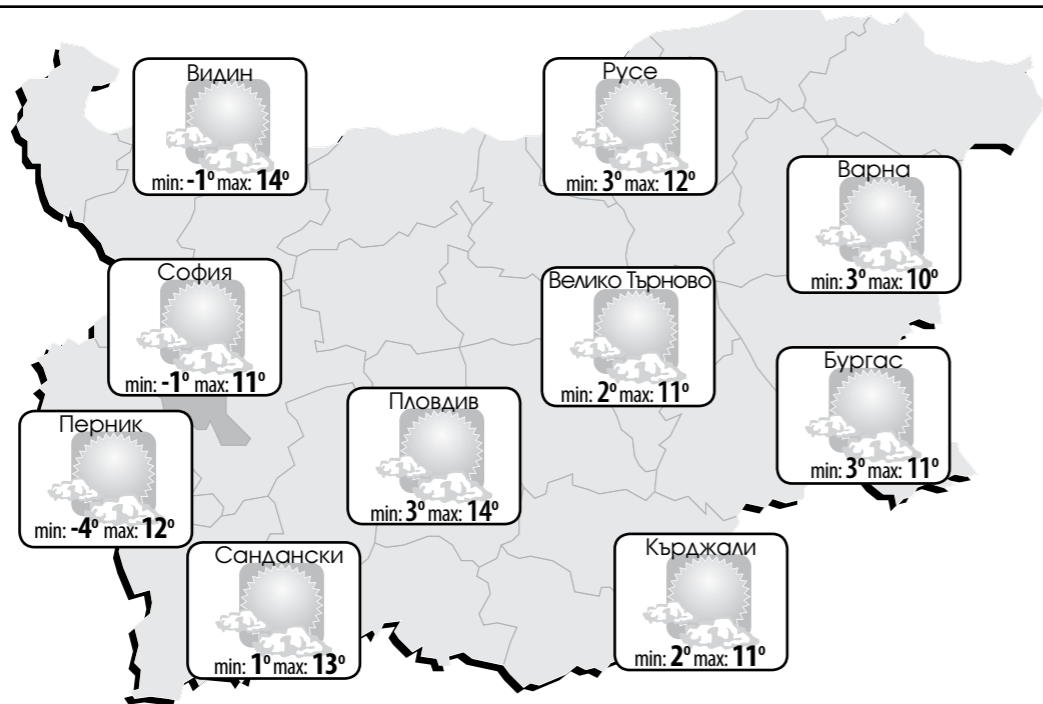 Видин
min: -1° max: 14°
Русе
min: 3° max: 12°
Варна
min: 3° max: 10°
София
min: -1° max: 11°
Велико Търново
min: 2° max: 11°
Бургас
min: 3° max: 11°
Перник
min: -4° max: 12°
Пловдив
min: 3° max: 14°
Сандански
min: 1° max: 13°
Кърджали
min: 2° max: 11°